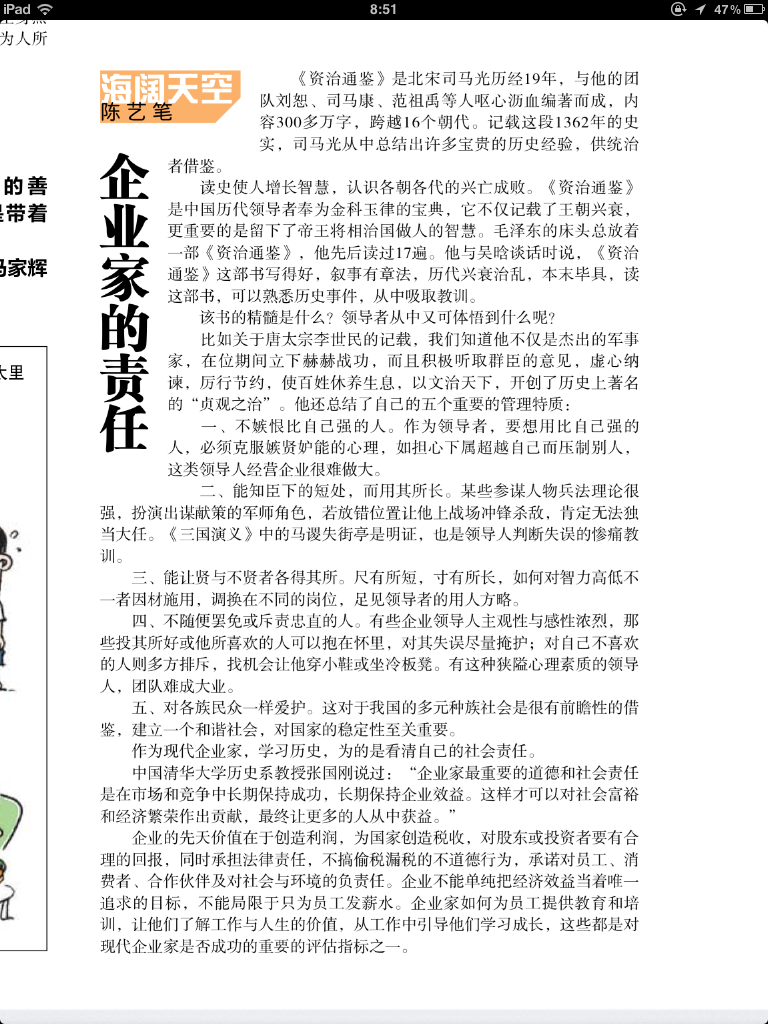 iPad
8:51
47%
为人所
的善
是带着
马家辉
太里
海阔天空
陈艺笔
企业家的责任
《资治通鉴》是北宋司马光历经19年，与他的团
队刘恕、司马康、范祖禹等人呕心沥血编著而成，内
容300多万字，跨越16个朝代。记载这段1362年的史
实，司马光从中总结出许多宝贵的历史经验，供统治
者借鉴。
读史使人增长智慧，认识各朝各代的兴亡成败。《资治通鉴》
是中国历代领导者奉为金科玉律的宝典，它不仅记载了王朝兴衰，
更重要的是留下了帝王将相治国做人的智慧。毛泽东的床头总放着
一部《资治通鉴》，他先后读过17遍。他与吴晗谈话时说，《资治
通鉴》这部书写得好，叙事有章法，历代兴衰治乱，本末毕具，读
这部书，可以熟悉历史事件，从中吸取教训。
该书的精髓是什么？领导者从中又可体悟到什么呢？
比如关于唐太宗李世民的记载，我们知道他不仅是杰出的军事
家，在位期间立下赫赫战功，而且积极听取群臣的意见，虚心纳
谏，厉行节约，使百姓休养生息，以文治天下，开创了历史上著名
的“贞观之治”。他还总结了自己的五个重要的管理特质：
一、不嫉恨比自己强的人。作为领导者，要想用比自己强的
人，必须克服嫉贤妒能的心理，如担心下属超越自己而压制别人，
这类领导人经营企业很难做大。
二、能知臣下的短处，而用其所长。某些参谋人物兵法理论很
强，扮演出谋献策的军师角色，若放错位置让他上战场冲锋杀敌，肯定无法独
当大任。《三国演义》中的马谡失街亭是明证，也是领导人判断失误的惨痛教
训。
三、能让贤与不贤者各得其所。尺有所短，寸有所长，如何对智力高低不
一者因材施用，调换在不同的岗位，足见领导者的用人方略。
四、不随便罢免或斥责忠直的人。有些企业领导人主观性与感性浓烈，那
些投其所好或他所喜欢的人可以抱在怀里，对其失误尽量掩护；对自己不喜欢
的人则多方排斥，找机会让他穿小鞋或坐冷板凳。有这种狭隘心理素质的领导
人，团队难成大业。
五、对各族民众一样爱护。这对于我国的多元种族社会是很有前瞻性的借
鉴，建立一个和谐社会，对国家的稳定性至关重要。
作为现代企业家，学习历史，为的是看清自己的社会责任。
中国清华大学历史系教授张国刚说过：“企业家最重要的道德和社会责任
是在市场和竞争中长期保持成功，长期保持企业效益。这样才可以对社会富裕
和经济繁荣作出贡献，最终让更多的人从中获益。”
企业的先天价值在于创造利润，为国家创造税收，对股东或投资者要有合
理的回报，同时承担法律责任，不搞偷税漏税的不道德行为，承诺对员工、消
费者、合作伙伴及对社会与环境的负责任。企业不能单纯把经济效益当着唯一
追求的目标，不能局限于只为员工发薪水。企业家如何为员工提供教育和培
训，让他们了解工作与人生的价值，从工作中引导他们学习成长，这些都是对
现代企业家是否成功的重要的评估指标之一。